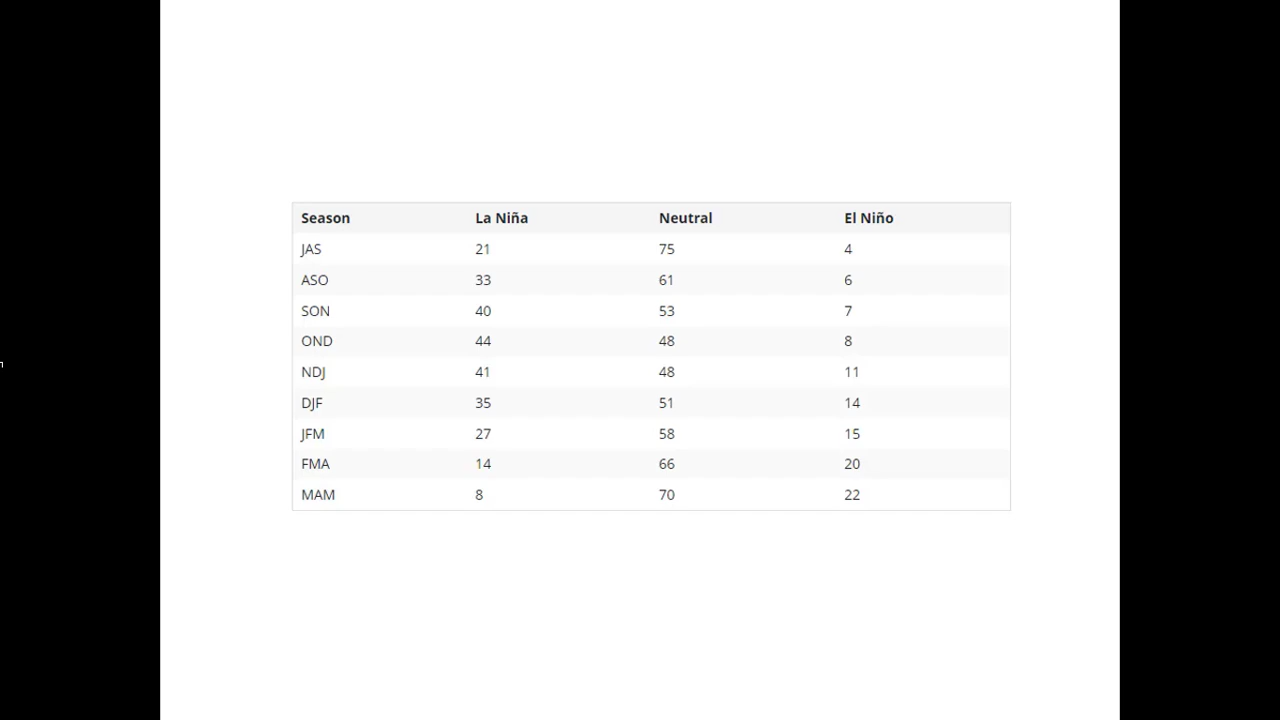 Season La Niña Neutral El Niño
JAS 21 75 4
ASO 33 61 6
SON 40 53 7
OND 44 48 8
NDJ 41 48 11
DJF 35 51 14
JFM 27 58 15
FMA 14 66 20
MAM 8 70 22